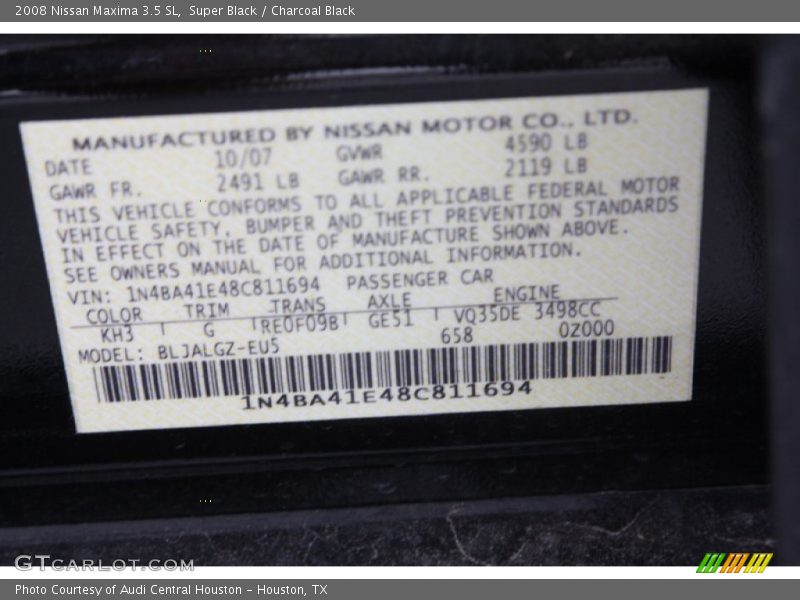 2008 Nissan Maxima 3.5 SL, Super Black / Charcoal Black
MANUFACTURED BY NISSAN MOTOR CO., LTD.
DATE 10/07 GVWR 4590 LB
GAWR FR. 2491 LB GAWR RR. 2119 LB
THIS VEHICLE CONFORMS TO ALL APPLICABLE FEDERAL MOTOR
VEHICLE SAFETY, BUMPER AND THEFT PREVENTION STANDARDS
IN EFFECT ON THE DATE OF MANUFACTURE SHOWN ABOVE.
SEE OWNERS MANUAL FOR ADDITIONAL INFORMATION.
VIN: 1N4BA41E48C811694 PASSENGER CAR
COLOR TRIM TRANS AXLE ENGINE
KH3 G RE0F09B GE51 VQ35DE 3498CC
MODEL: BLJALGZ-EU5 658 0Z000
1N4BA41E48C811694
GTCARLOT.COM
Photo Courtesy of Audi Central Houston - Houston, TX